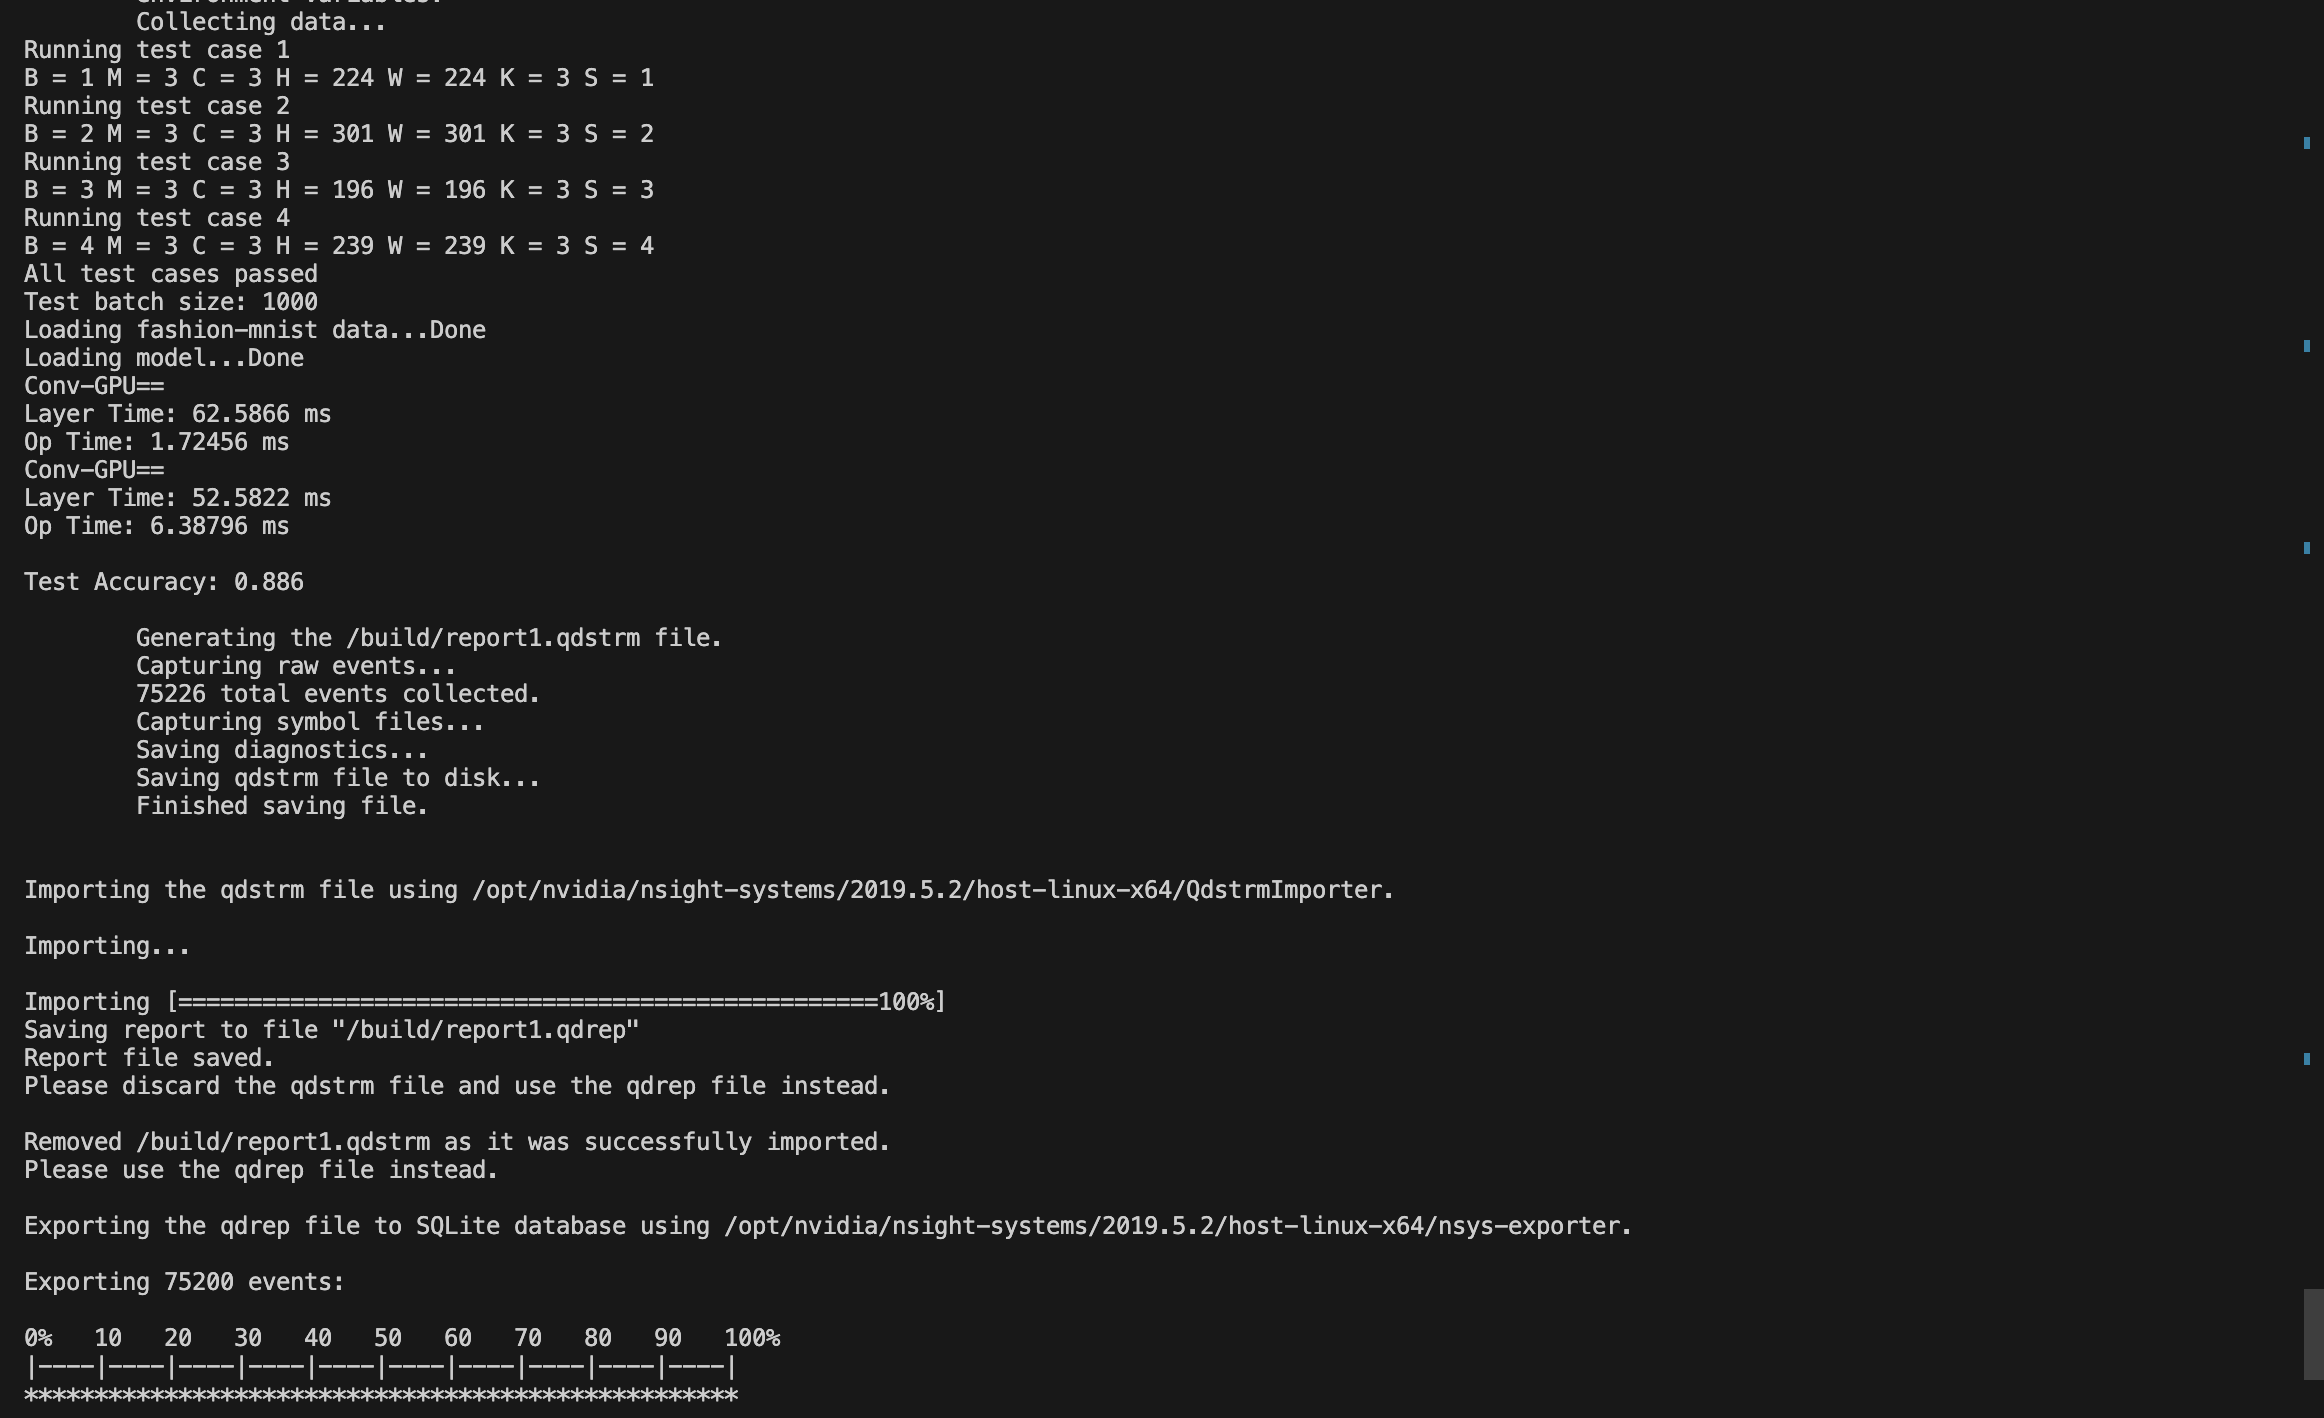 environment variables.
Collecting data...
Running test case 1
B = 1 M = 3 C = 3 H = 224 W = 224 K = 3 S = 1
Running test case 2
B = 2 M = 3 C = 3 H = 301 W = 301 K = 3 S = 2
Running test case 3
B = 3 M = 3 C = 3 H = 196 W = 196 K = 3 S = 3
Running test case 4
B = 4 M = 3 C = 3 H = 239 W = 239 K = 3 S = 4
All test cases passed
Test batch size: 1000
Loading fashion-mnist data...Done
Loading model...Done
Conv-GPU==
Layer Time: 62.5866 ms
Op Time: 1.72456 ms
Conv-GPU==
Layer Time: 52.5822 ms
Op Time: 6.38796 ms
Test Accuracy: 0.886
Generating the /build/report1.qdstrm file.
Capturing raw events...
75226 total events collected.
Capturing symbol files...
Saving diagnostics...
Saving qdstrm file to disk...
Finished saving file.
Importing the qdstrm file using /opt/nvidia/nsight-systems/2019.5.2/host-linux-x64/QdstrmImporter.
Importing...
Importing [==================================================100%]
Saving report to file "/build/report1.qdrep"
Report file saved.
Please discard the qdstrm file and use the qdrep file instead.
Removed /build/report1.qdstrm as it was successfully imported.
Please use the qdrep file instead.
Exporting the qdrep file to SQLite database using /opt/nvidia/nsight-systems/2019.5.2/host-linux-x64/nsys-exporter.
Exporting 75200 events:
0%   10   20   30   40   50   60   70   80   90   100%
|----|----|----|----|----|----|----|----|----|----|
***************************************************